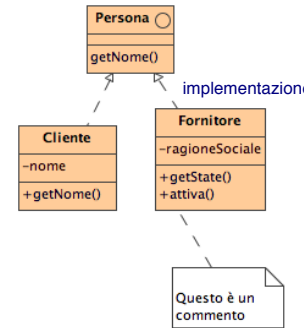 Persona
getNome()
implementazione
Cliente
-nome
+getNome()
Fornitore
-ragioneSociale
+getState()
+attiva()
Questo è un
commento